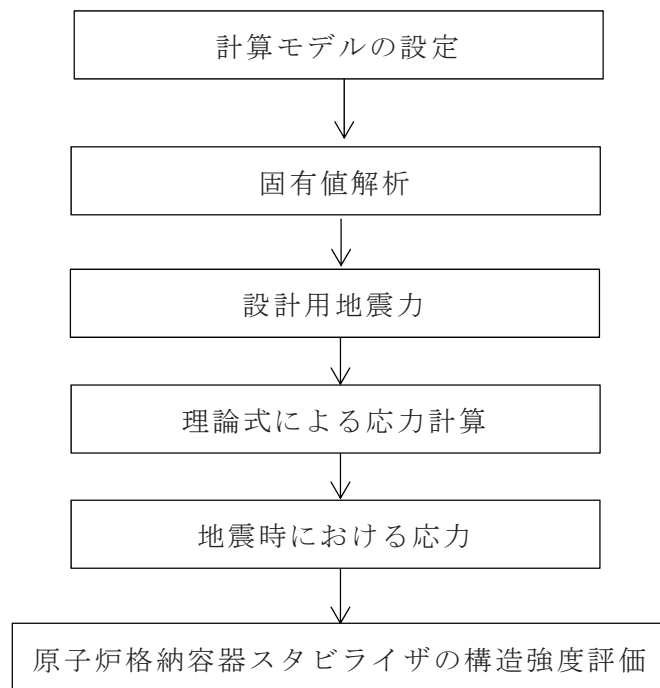 計算モデルの設定
固有値解析
設計用地震力
理論式による応力計算
地震時における応力
原子炉格納容器スタビライザの構造強度評価